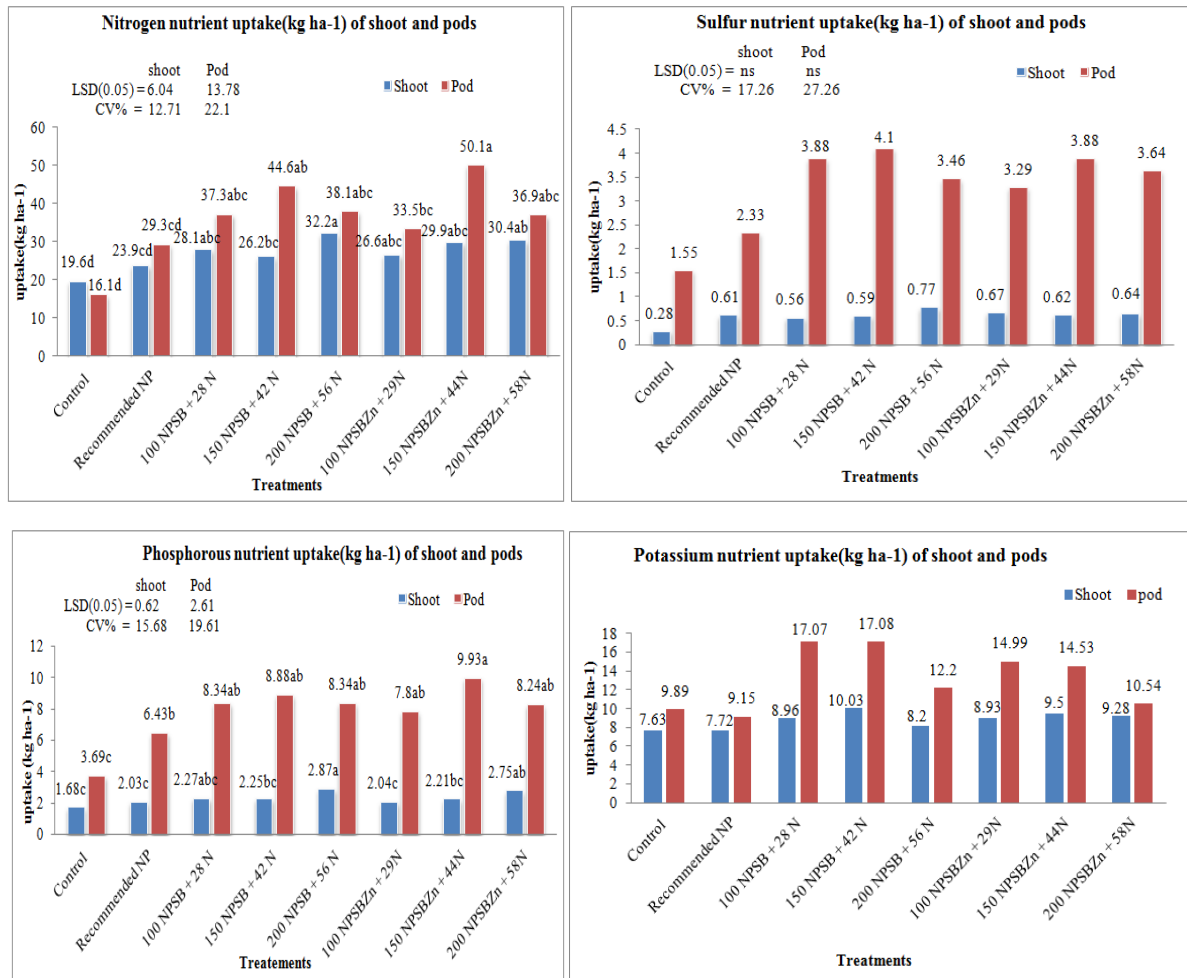 Nitrogen nutrient uptake(kg ha-1) of shoot and pods
shoot Pod
LSD(0.05) = 6.04 13.78
CV% = 12.71 22.1
Shoot Pod
uptake(kg ha-1)
60
50
40
30
20
10
0
19.6d 16.1d
23.9cd 29.3cd
28.1abc 37.3abc
26.2bc 44.6ab
32.2a 38.1abc
26.6abc 33.5bc
29.9abc 50.1a
30.4ab 36.9abc
Control
Recommended NP
100 NPSB + 28 N
150 NPSB + 42 N
200 NPSB + 56 N
100 NPSBZn + 29N
150 NPSBZn + 44N
200 NPSBZn + 58N
Treatments
Sulfur nutrient uptake(kg ha-1) of shoot and pods
shoot Pod
LSD(0.05) = ns ns
CV% 17.26 27.26
Shoot Pod
uptake(kg ha-1)
4.5
4
3.5
3
2.5
2
1.5
1
0.5
0
0.28 1.55
0.61 2.33
0.56 3.88
0.59 4.1
0.77 3.46
0.67 3.29
0.62 3.88
0.64 3.64
Control
Recommended NP
100 NPSB + 28 N
150 NPSB + 42 N
200 NPSB + 56 N
100 NPSBZn + 29N
150 NPSBZn + 44N
200 NPSBZn + 58N
Treatments
Phosphorous nutrient uptake(kg ha-1) of shoot and pods
shoot Pod
LSD(0.05) = 0.62 2.61
CV% = 15.68 19.61
Shoot Pod
uptake (kg ha-1)
12
10
8
6
4
2
0
1.68c 3.69c
2.03c 6.43b
2.27abc 8.34ab
2.25bc 8.88ab
2.87a 8.34ab
2.04c 7.8ab
2.21bc 9.93a
2.75ab 8.24ab
Control
Recommended NP
100 NPSB + 28 N
150 NPSB + 42 N
200 NPSB + 56 N
100 NPSBZn + 29N
150 NPSBZn + 44N
200 NPSBZn + 58N
Treatements
Potassium nutrient uptake(kg ha-1) of shoot and pods
Shoot pod
uptake(kg ha-1)
18
16
14
12
10
8
6
4
2
0
7.63 9.89
7.72 9.15
8.96 17.07
10.03 17.08
8.2 12.2
8.93 14.99
9.5 14.53
9.28 10.54
Control
Recommended NP
100 NPSB + 28 N
150 NPSB + 42 N
200 NPSB + 56 N
100 NPSBZn + 29N
150 NPSBZn + 44N
200 NPSBZn + 58N
Treatments